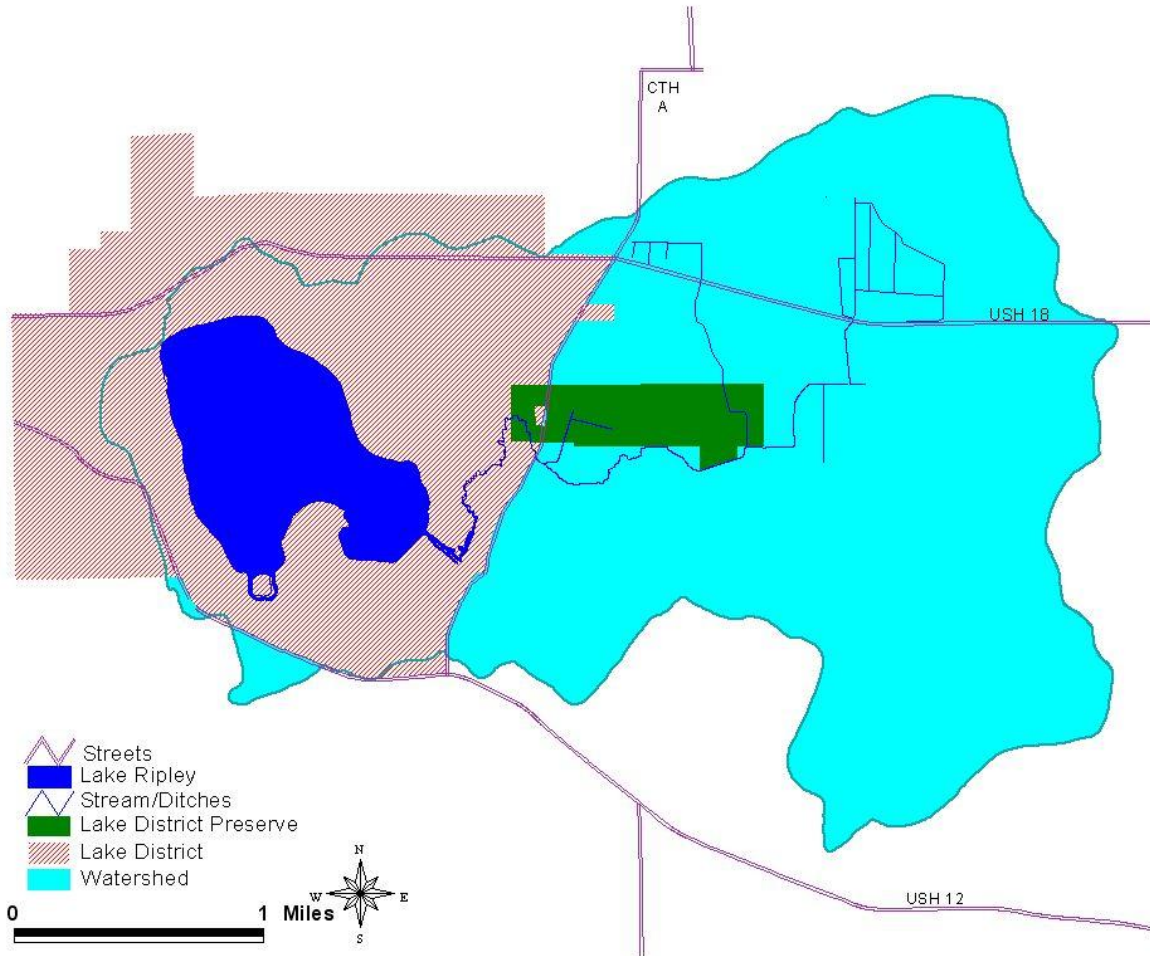 CTH
A
USH 18
Streets
Lake Ripley
Stream/Ditches
Lake District Preserve
Lake District
Watershed
N
W E
S
0 1 Miles
USH 12